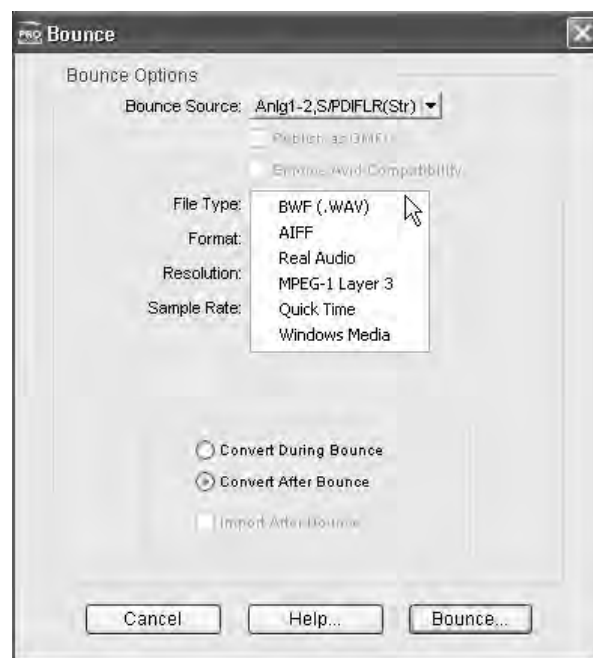 PRO Bounce
Bounce Options
Bounce Source: Anlg1-2,S/PDIFLR(Str)
Publish as OMFI
Enforce Avid Compatibility
File Type:
BWF (.WAV)
Format:
AIFF
Real Audio
Resolution:
MPEG-1 Layer 3
Sample Rate:
Quick Time
Windows Media
Convert During Bounce
Convert After Bounce
Import After Bounce
Cancel Help... Bounce...